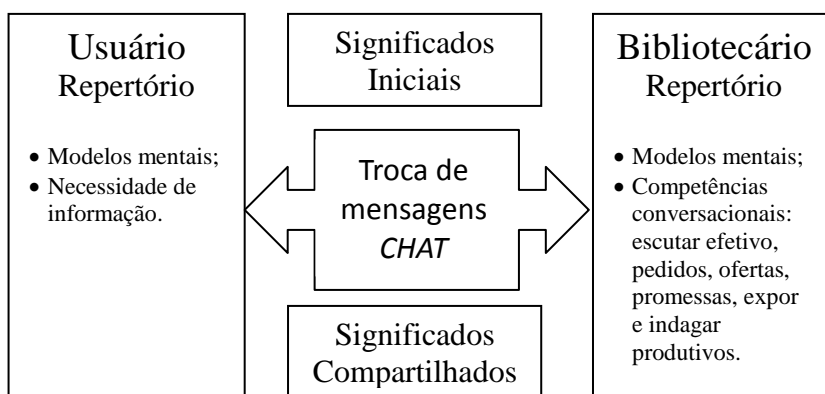 Usuário
Repertório
• Modelos mentais;
• Necessidade de
informação.
Significados
Iniciais
Troca de
mensagens
CHAT
Significados
Compartilhados
Bibliotecário
Repertório
• Modelos mentais;
• Competências
conversacionais:
escutar efetivo,
pedidos, ofertas,
promessas, expor
e indagar
produtivos.